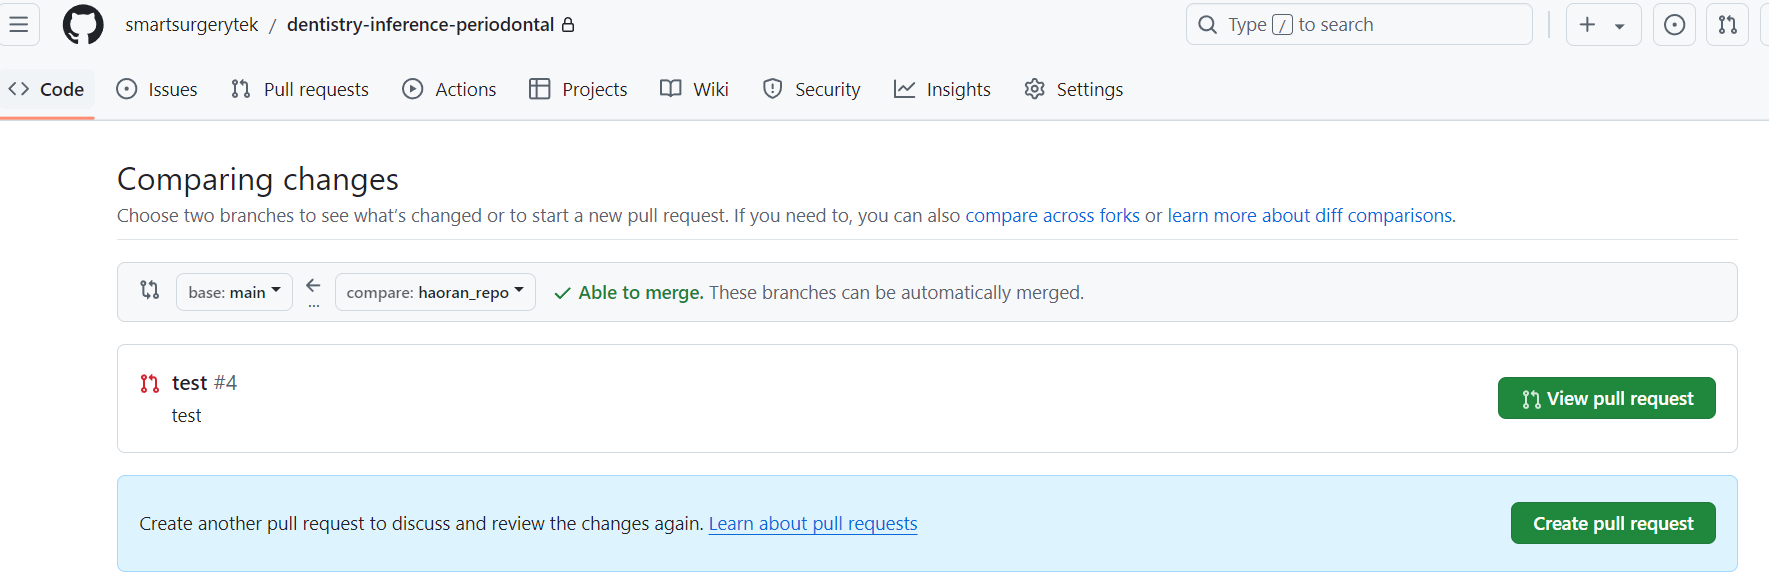 smartsurgerytek / dentistry-inference-periodontal
Type / to search
Code Issues Pull requests Actions Projects Wiki Security Insights Settings
Comparing changes
Choose two branches to see what's changed or to start a new pull request. If you need to, you can also compare across forks or learn more about diff comparisons.
base: main ... compare: haoran_repo Able to merge. These branches can be automatically merged.
test #4
test
View pull request
Create another pull request to discuss and review the changes again. Learn about pull requests
Create pull request